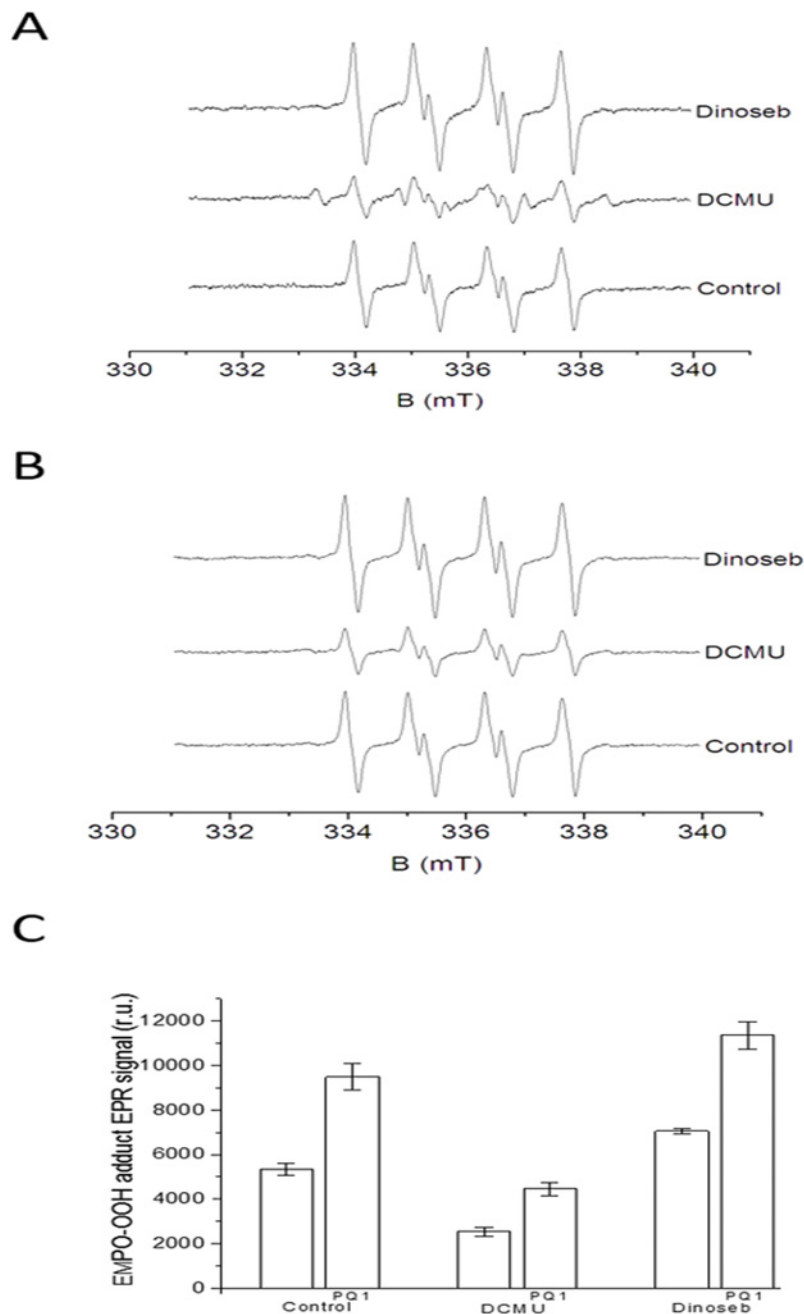 A
Dinoseb
DCMU
Control
330 332 334 336 338 340
B (mT)
B
Dinoseb
DCMU
Control
330 332 334 336 338 340
B (mT)
C
EMPO-OOH adduct EPR signal (r.u.)
12000
10000
8000
6000
4000
2000
0
PQ1 PQ1 PQ1
Control DCMU Dinoseb